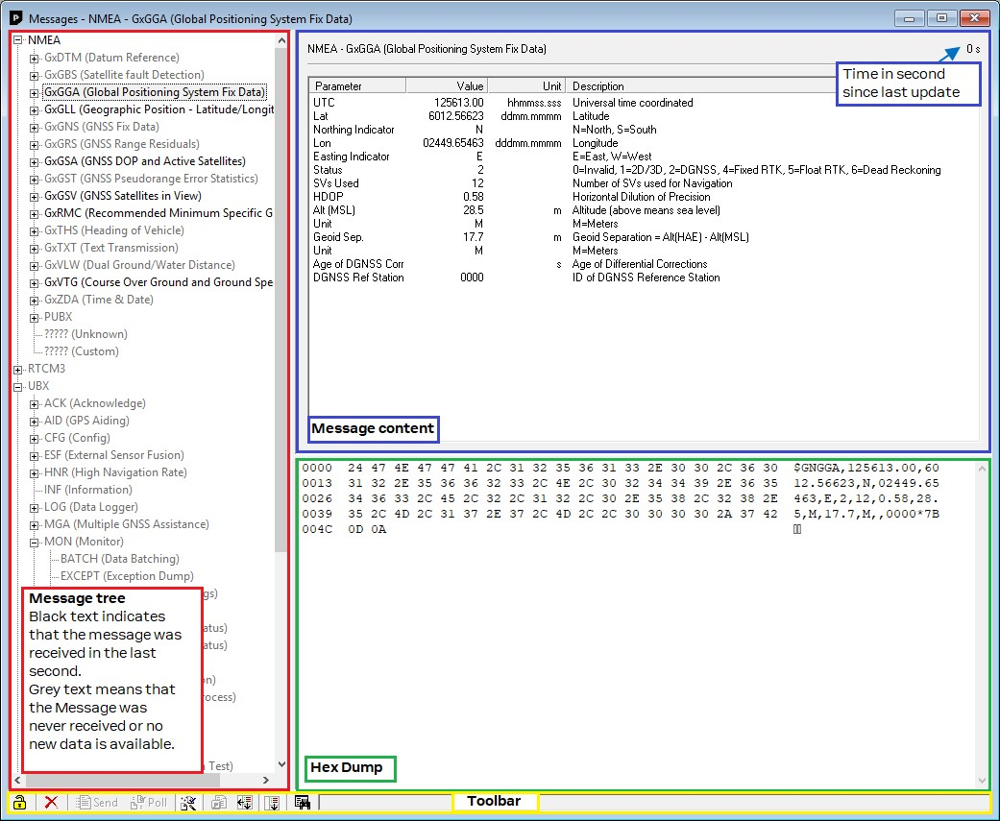 Messages - NMEA - GxGGA (Global Positioning System Fix Data)
NMEA
GxDTM (Datum Reference)
GxGBS (Satellite fault Detection)
GxGGA (Global Positioning System Fix Data)
GxGLL (Geographic Position - Latitude/Longit
GxGNS (GNSS Fix Data)
GxGRS (GNSS Range Residuals)
GxGSA (GNSS DOP and Active Satellites)
GxGST (GNSS Pseudorange Error Statistics)
GxGSV (GNSS Satellites in View)
GxRMC (Recommended Minimum Specific G
GxTHS (Heading of Vehicle)
GxTXT (Text Transmission)
GxVLW (Dual Ground/Water Distance)
GxVTG (Course Over Ground and Ground Spe
GxZDA (Time & Date)
PUBX
????? (Unknown)
????? (Custom)
RTCM3
UBX
ACK (Acknowledge)
AID (GPS Aiding)
CFG (Config)
ESF (External Sensor Fusion)
HNR (High Navigation Rate)
INF (Information)
LOG (Data Logger)
MGA (Multiple GNSS Assistance)
MON (Monitor)
BATCH (Data Batching)
EXCEPT (Exception Dump)
gs)
atus)
atus)
on)
rocess)
Test)
Message tree
Black text indicates
that the message was
received in the last
second.
Grey text means that
the Message was
never received or no
new data is available.
NMEA - GxGGA (Global Positioning System Fix Data)
0 s
Time in second
since last update
Parameter Value Unit Description
UTC 125613.00 hhmmss.sss Universal time coordinated
Lat 6012.56623 ddmm.mmmm Latitude
Northing Indicator N N=North, S=South
Lon 02449.65463 dddmm.mmmm Longitude
Easting Indicator E E=East, W=West
Status 2 0=Invalid, 1=2D/3D, 2=DGNSS, 4=Fixed RTK, 5=Float RTK, 6=Dead Reckoning
SVs Used 12 Number of SVs used for Navigation
HDOP 0.58 Horizontal Dilution of Precision
Alt (MSL) 28.5 m Altitude (above means sea level)
Unit M M=Meters
Geoid Sep. 17.7 m Geoid Separation = Alt(HAE) - Alt(MSL)
Unit M M=Meters
Age of DGNSS Corr s Age of Differential Corrections
DGNSS Ref Station 0000 ID of DGNSS Reference Station
Message content
0000 24 47 4E 47 47 41 2C 31 32 35 36 31 33 2E 30 30 2C 36 30 $GNGGA,125613.00,60
0013 31 32 2E 35 36 36 32 33 2C 4E 2C 30 32 34 34 39 2E 36 35 12.56623,N,02449.65
0026 34 36 33 2C 45 2C 32 2C 31 32 2C 30 2E 35 38 2C 32 38 2E 463,E,2,12,0.58,28.
0039 35 2C 4D 2C 31 37 2E 37 2C 4D 2C 2C 30 30 30 30 2A 37 42 5,M,17.7,M,,0000*7B
004C 0D 0A
Hex Dump
Send Poll
Toolbar